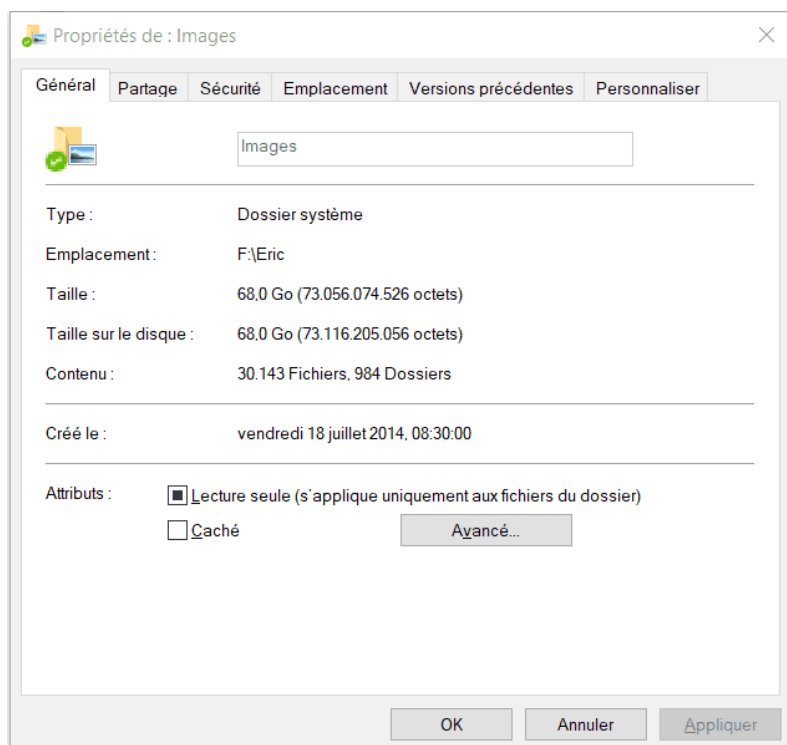 Propriétés de : Images
Général Partage Sécurité Emplacement Versions précédentes Personnaliser
Images
Type : Dossier système
Emplacement : F:\Eric
Taille : 68,0 Go (73.056.074.526 octets)
Taille sur le disque : 68,0 Go (73.116.205.056 octets)
Contenu : 30.143 Fichiers, 984 Dossiers
Créé le : vendredi 18 juillet 2014, 08:30:00
Attributs : Lecture seule (s'applique uniquement aux fichiers du dossier)
Caché Avancé...
OK Annuler Appliquer